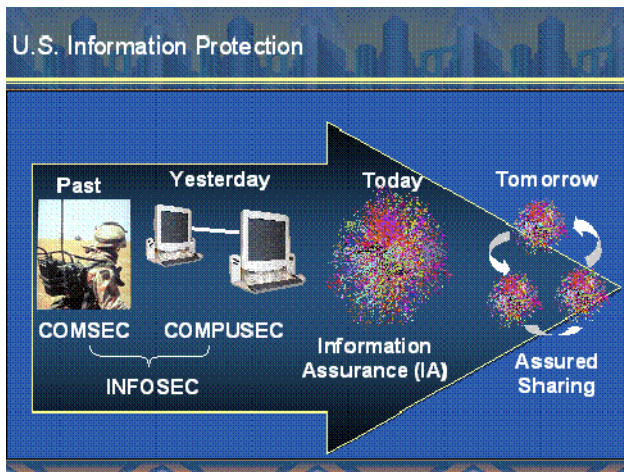 U.S. Information Protection
Past
Yesterday
Today
Tomorrow
COMSEC
COMPUSEC
INFOSEC
Information
Assurance (IA)
Assured
Sharing